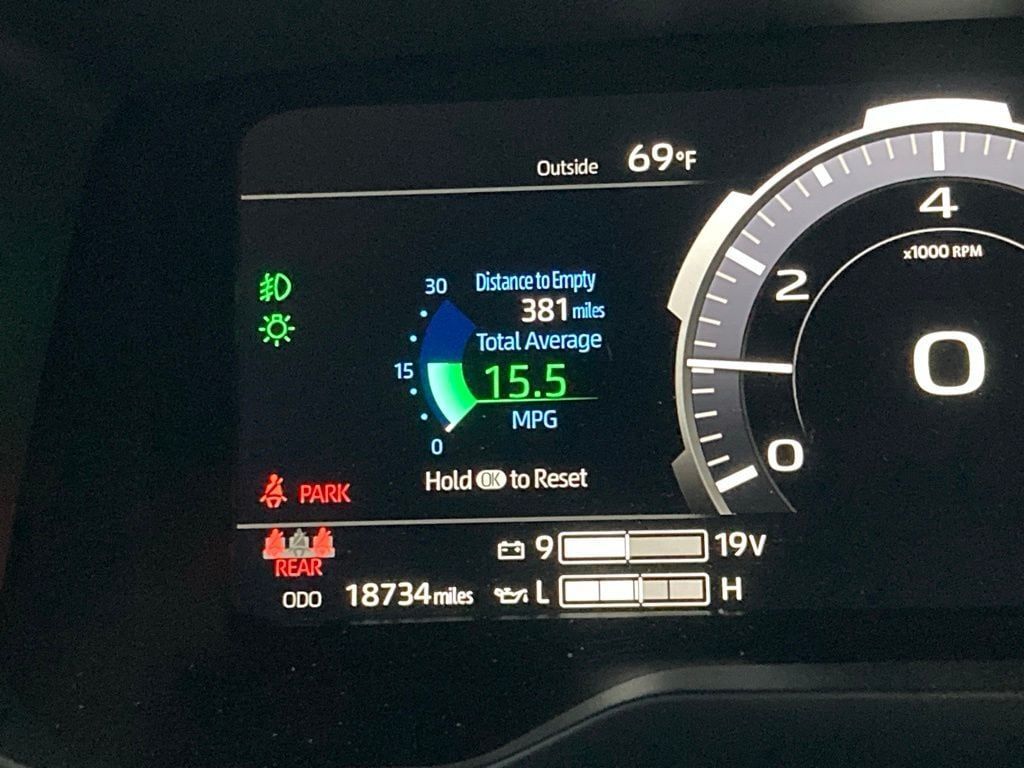 Outside 69°F
4
x1000 RPM
2
0
0
30
15
0
Distance to Empty
381 miles
Total Average
15.5
MPG
Hold OK to Reset
PARK
REAR
9 19V
ODO 18734 miles
L H